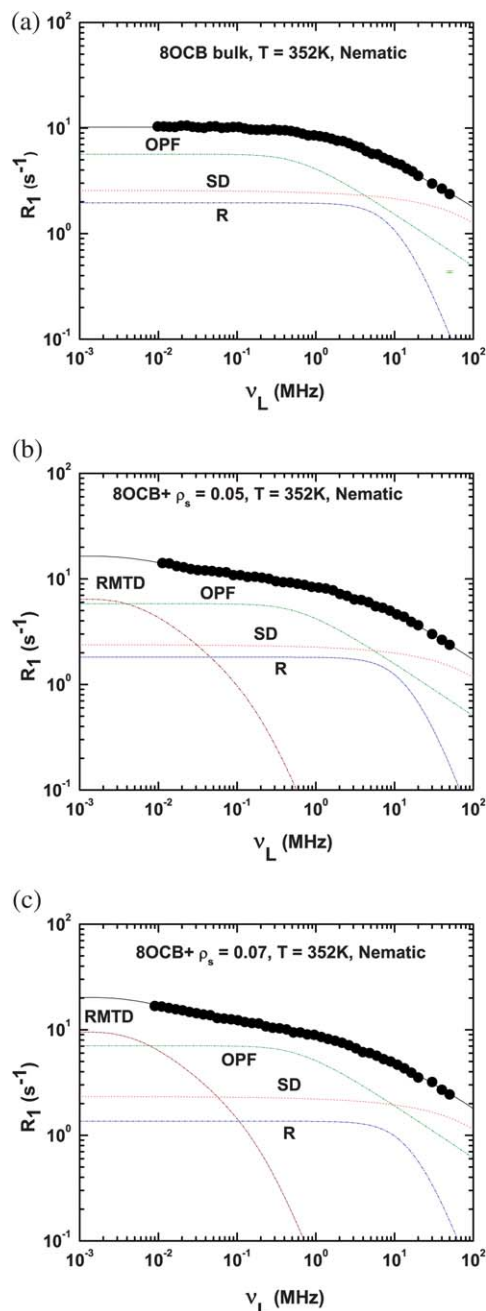 (a)
10²
8OCB bulk, T = 352K, Nematic
10¹
OPF
SD
R
10⁰
10⁻¹
R₁ (s⁻¹)
10⁻³ 10⁻² 10⁻¹ 10⁰ 10¹ 10²
ν_L (MHz)
(b)
10²
8OCB+ ρₛ = 0.05, T = 352K, Nematic
RMTD
10¹
OPF
SD
R
10⁰
10⁻¹
R₁ (s⁻¹)
10⁻³ 10⁻² 10⁻¹ 10⁰ 10¹ 10²
ν_L (MHz)
(c)
10²
8OCB+ ρₛ = 0.07, T = 352K, Nematic
RMTD
10¹
OPF
SD
R
10⁰
10⁻¹
R₁ (s⁻¹)
10⁻³ 10⁻² 10⁻¹ 10⁰ 10¹ 10²
ν_L (MHz)